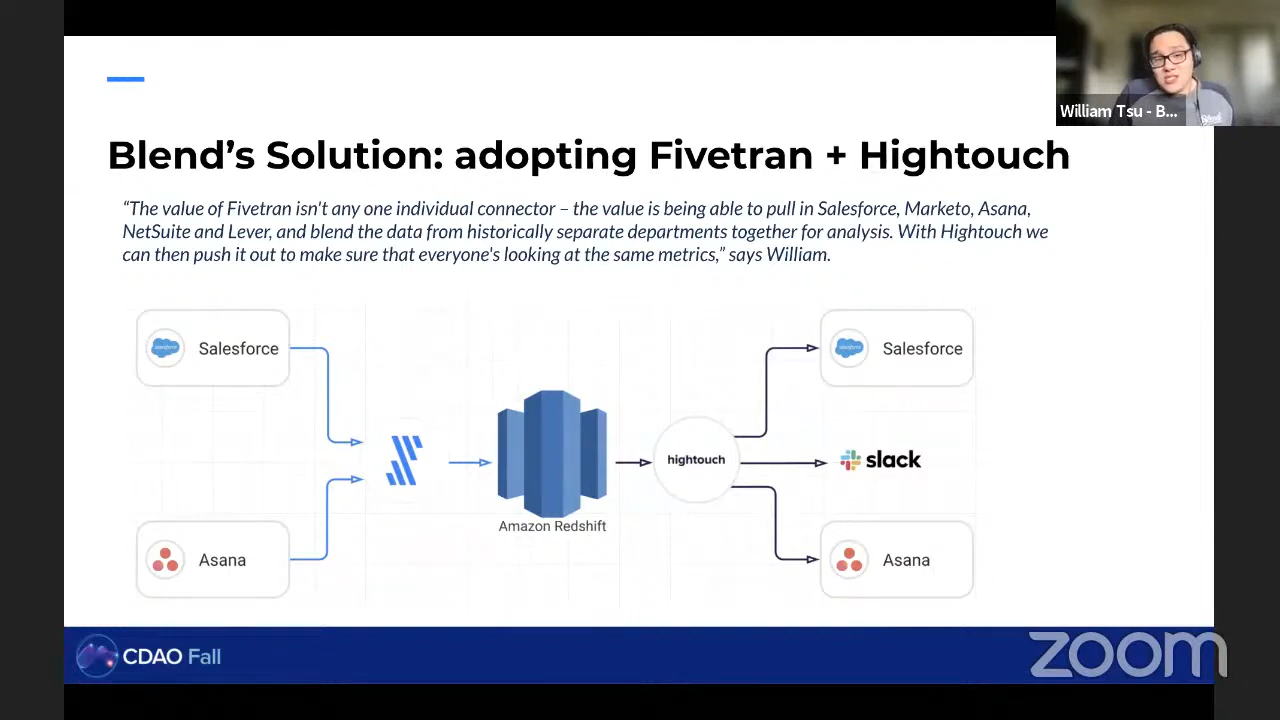 William Tsu - B...
Blend’s Solution: adopting Fivetran + Hightouch
“The value of Fivetran isn't any one individual connector – the value is being able to pull in Salesforce, Marketo, Asana,
NetSuite and Lever, and blend the data from historically separate departments together for analysis. With Hightouch we
can then push it out to make sure that everyone's looking at the same metrics,” says William.
Salesforce
Salesforce
hightouch
slack
Amazon Redshift
Asana
Asana
CDAO Fall
zoom